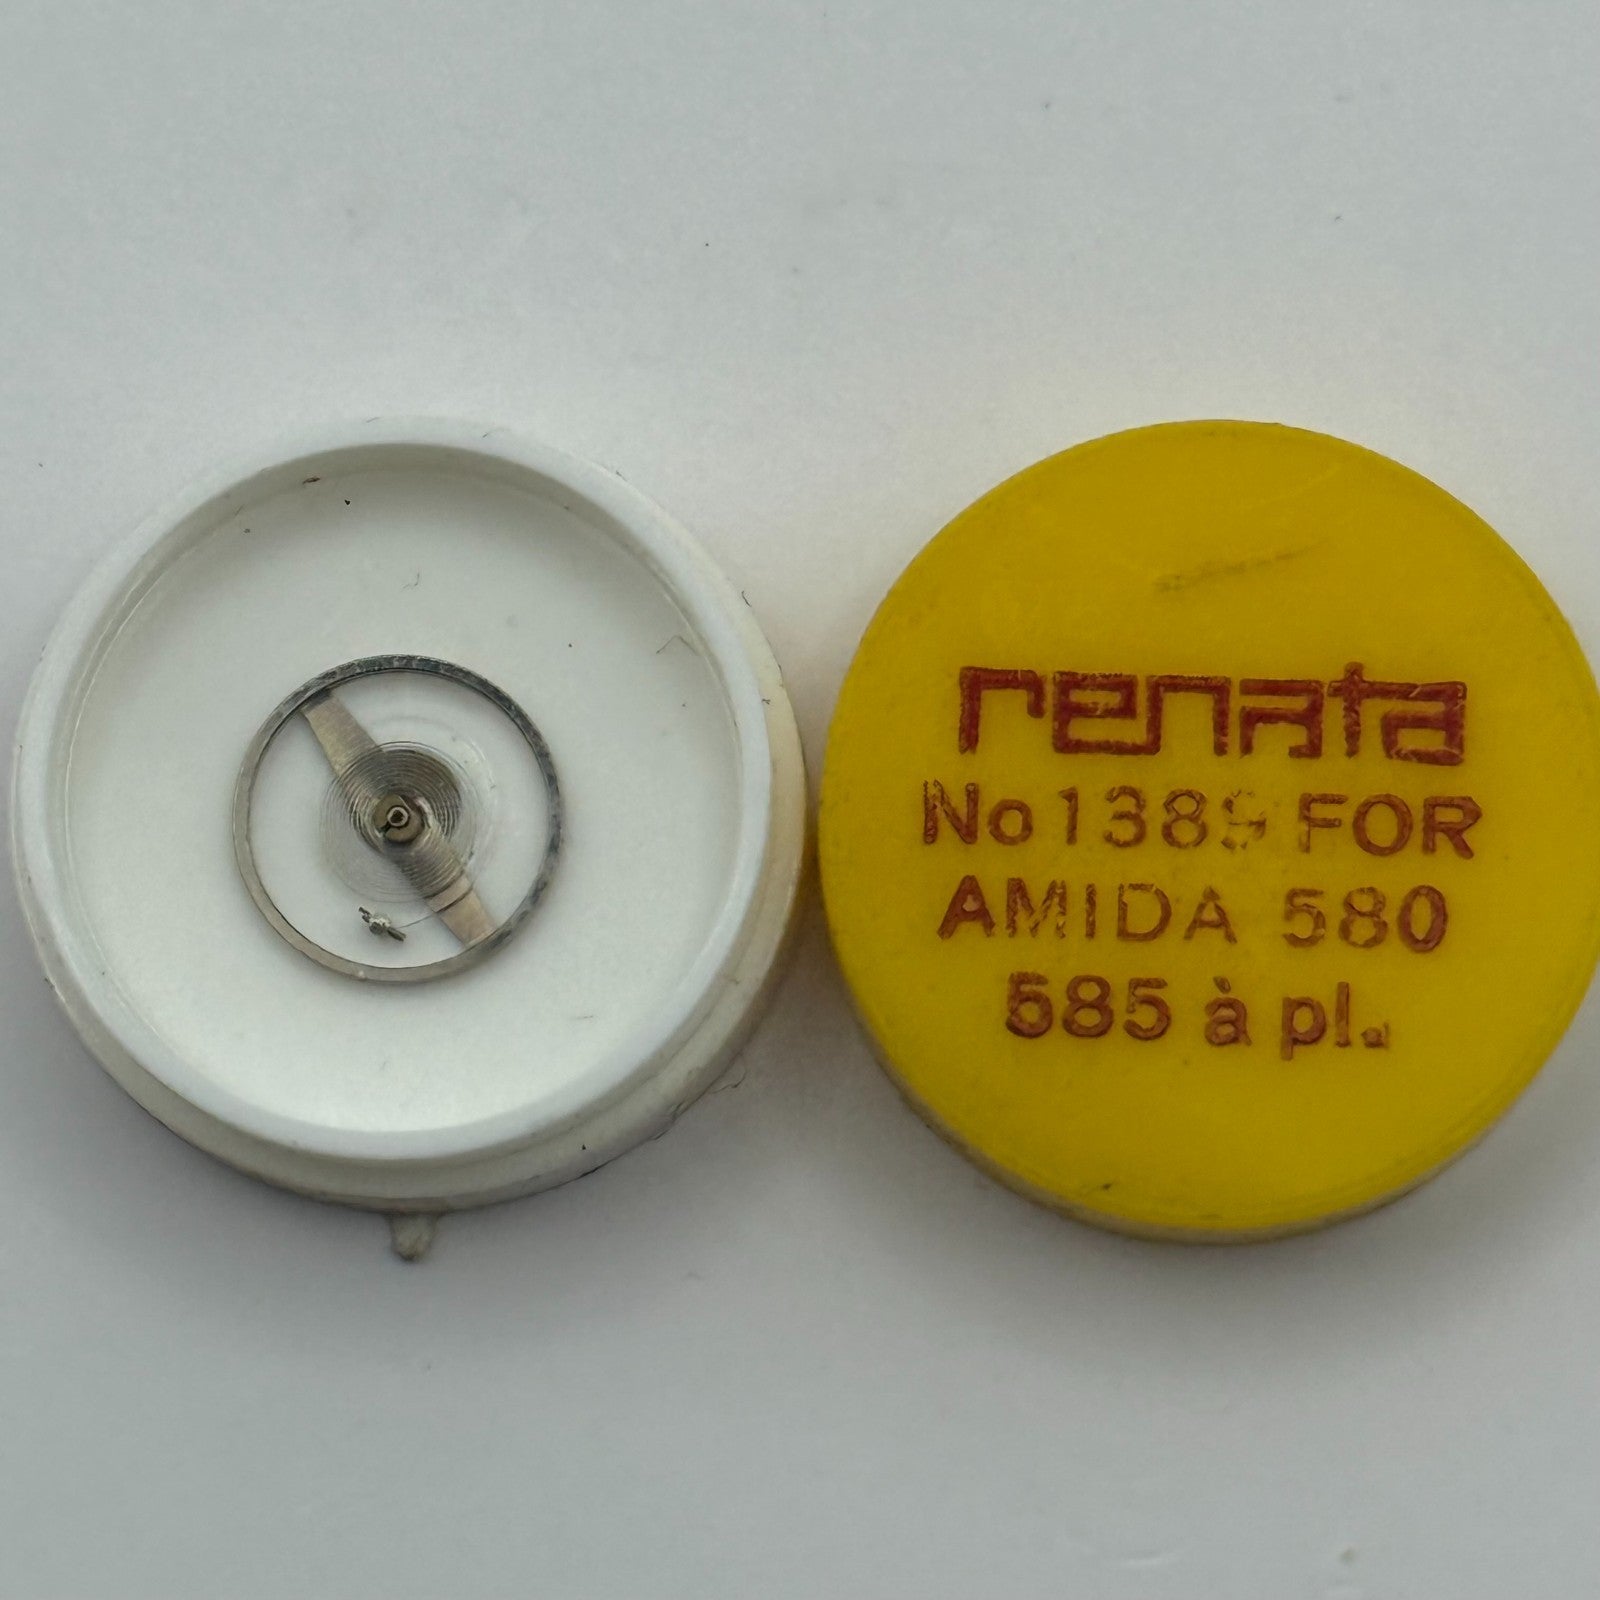 renata
No 1389 FOR
AMIDA 580
585 à pl.